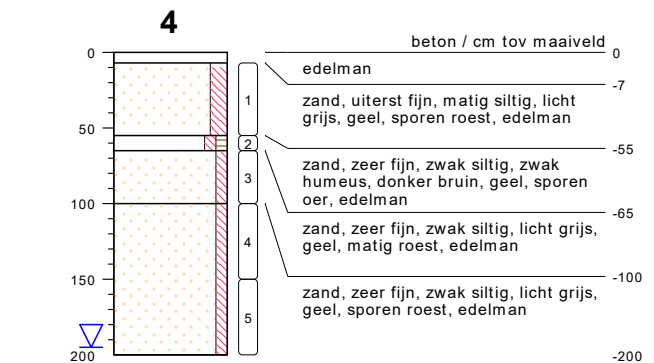 4
beton / cm tov maaiveld
0
0
edelman
-7
1
zand, uiterst fijn, matig siltig, licht
grijs, geel, sporen roest, edelman
50
2
-55
zand, zeer fijn, zwak siltig, zwak
humeus, donker bruin, geel, sporen
oer, edelman
3
100
-65
zand, zeer fijn, zwak siltig, licht grijs,
geel, matig roest, edelman
4
150
-100
zand, zeer fijn, zwak siltig, licht grijs,
geel, sporen roest, edelman
5
200
-200